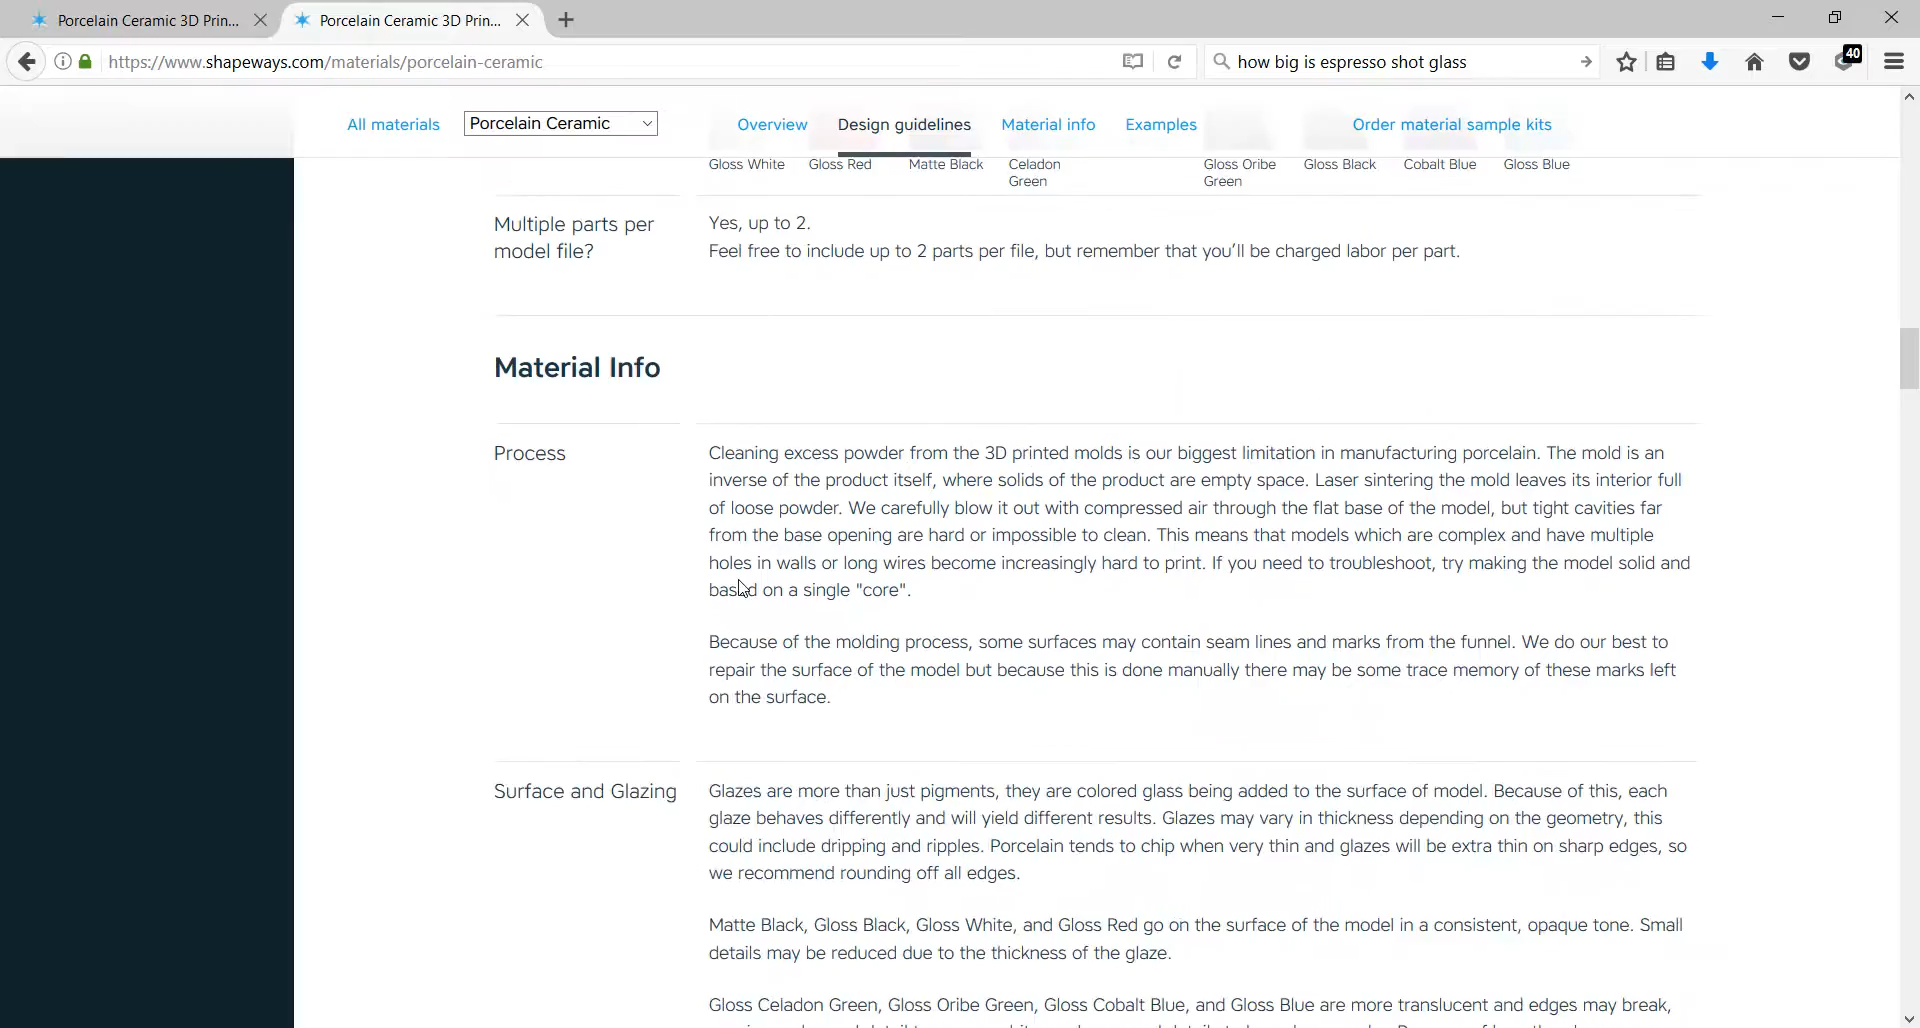 Porcelain Ceramic 3D Prin...
Porcelain Ceramic 3D Prin...
https://www.shapeways.com/materials/porcelain-ceramic
how big is espresso shot glass
40
All materials
Porcelain Ceramic
Overview
Design guidelines
Material info
Examples
Order material sample kits
Gloss White
Gloss Red
Matte Black
Celadon
Green
Gloss Oribe
Green
Gloss Black
Cobalt Blue
Gloss Blue
Multiple parts per
model file?
Yes, up to 2.
Feel free to include up to 2 parts per file, but remember that you'll be charged labor per part.
Material Info
Process
Cleaning excess powder from the 3D printed molds is our biggest limitation in manufacturing porcelain. The mold is an
inverse of the product itself, where solids of the product are empty space. Laser sintering the mold leaves its interior full
of loose powder. We carefully blow it out with compressed air through the flat base of the model, but tight cavities far
from the base opening are hard or impossible to clean. This means that models which are complex and have multiple
holes in walls or long wires become increasingly hard to print. If you need to troubleshoot, try making the model solid and
based on a single "core".
Because of the molding process, some surfaces may contain seam lines and marks from the funnel. We do our best to
repair the surface of the model but because this is done manually there may be some trace memory of these marks left
on the surface.
Surface and Glazing
Glazes are more than just pigments, they are colored glass being added to the surface of model. Because of this, each
glaze behaves differently and will yield different results. Glazes may vary in thickness depending on the geometry, this
could include dripping and ripples. Porcelain tends to chip when very thin and glazes will be extra thin on sharp edges, so
we recommend rounding off all edges.
Matte Black, Gloss Black, Gloss White, and Gloss Red go on the surface of the model in a consistent, opaque tone. Small
details may be reduced due to the thickness of the glaze.
Gloss Celadon Green, Gloss Oribe Green, Gloss Cobalt Blue, and Gloss Blue are more translucent and edges may break,